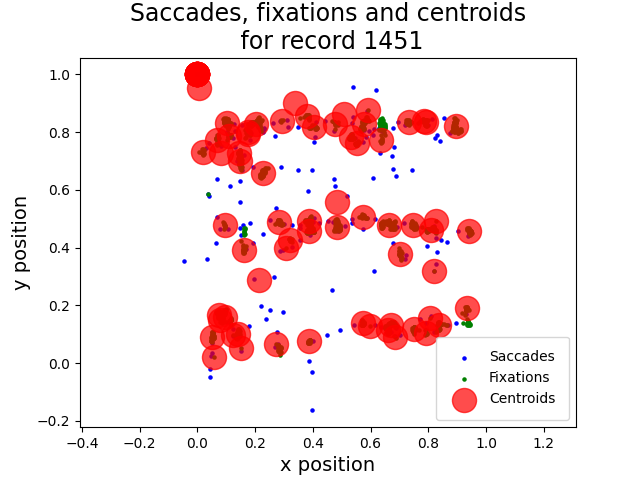 Saccades, fixations and centroids
for record 1451
y position
1.0
0.8
0.6
0.4
0.2
0.0
−0.2
−0.4
−0.2
0.0
0.2
0.4
0.6
0.8
1.0
1.2
x position
Saccades
Fixations
Centroids